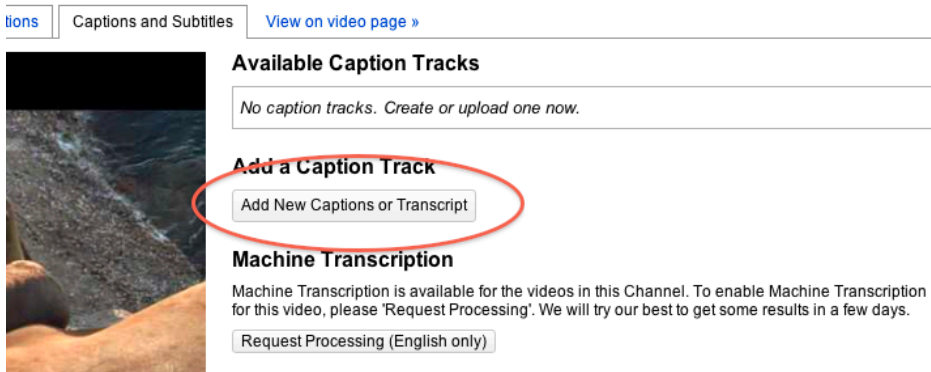 tions Captions and Subtitles View on video page »
Available Caption Tracks
No caption tracks. Create or upload one now.
Add a Caption Track
Add New Captions or Transcript
Machine Transcription
Machine Transcription is available for the videos in this Channel. To enable Machine Transcription
for this video, please 'Request Processing'. We will try our best to get some results in a few days.
Request Processing (English only)